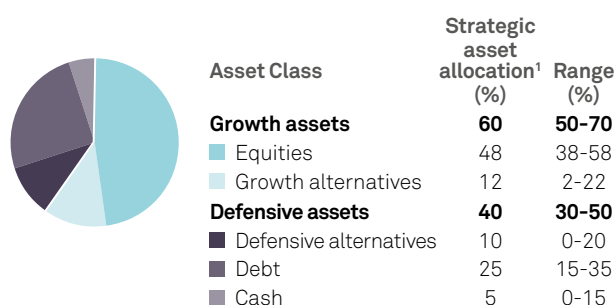 Strategic
asset
Asset Class allocation¹ Range
(%) (%)
Growth assets 60 50-70
Equities 48 38-58
Growth alternatives 12 2-22
Defensive assets 40 30-50
Defensive alternatives 10 0-20
Debt 25 15-35
Cash 5 0-15